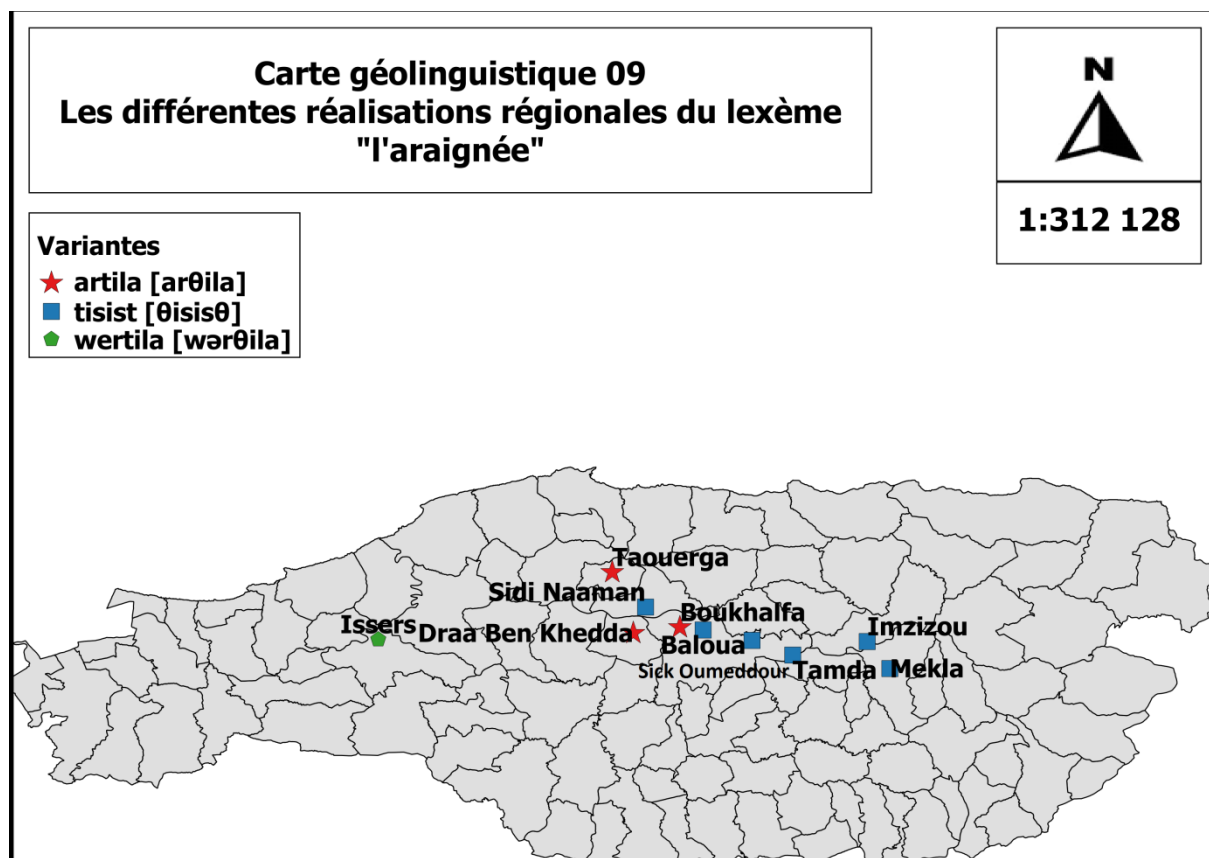 Carte géolinguistique 09
Les différentes réalisations régionales du lexème
"l'araignée"
N
1:312 128
Variantes
artila [arθila]
tisist [θisisθ]
wertila [wərθila]
Taouerga
Sidi Naaman
Boukhalfa
Issers
Draa Ben Khedda
Imzizou
Baloua
Sick Oumeddour
Tamda
Mekla